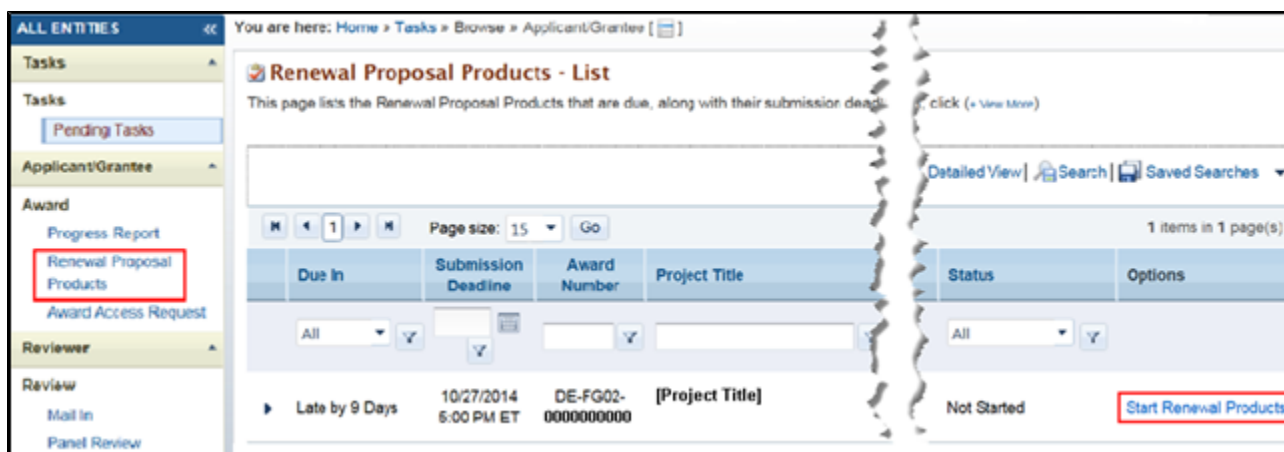 ALL ENTITIES «
You are here: Home » Tasks » Browse » Applicant/Grantee [ ]
Tasks
Renewal Proposal Products - List
Tasks
This page lists the Renewal Proposal Products that are due, along with their submission click (+ View More)
Pending Tasks
Applicant/Grantee
Detailed View | Search | Saved Searches
Award
Progress Report
1 Page size: 15 Go 1 items in 1 page(s)
Renewal Proposal
Products
Due In Submission Deadline Award Number Project Title Status Options
Award Access Request
All All
Reviewer
Review
Late by 9 Days 10/27/2014 5:00 PM ET DE-FG02-0000000000 [Project Title] Not Started Start Renewal Products
Mail In
Panel Review